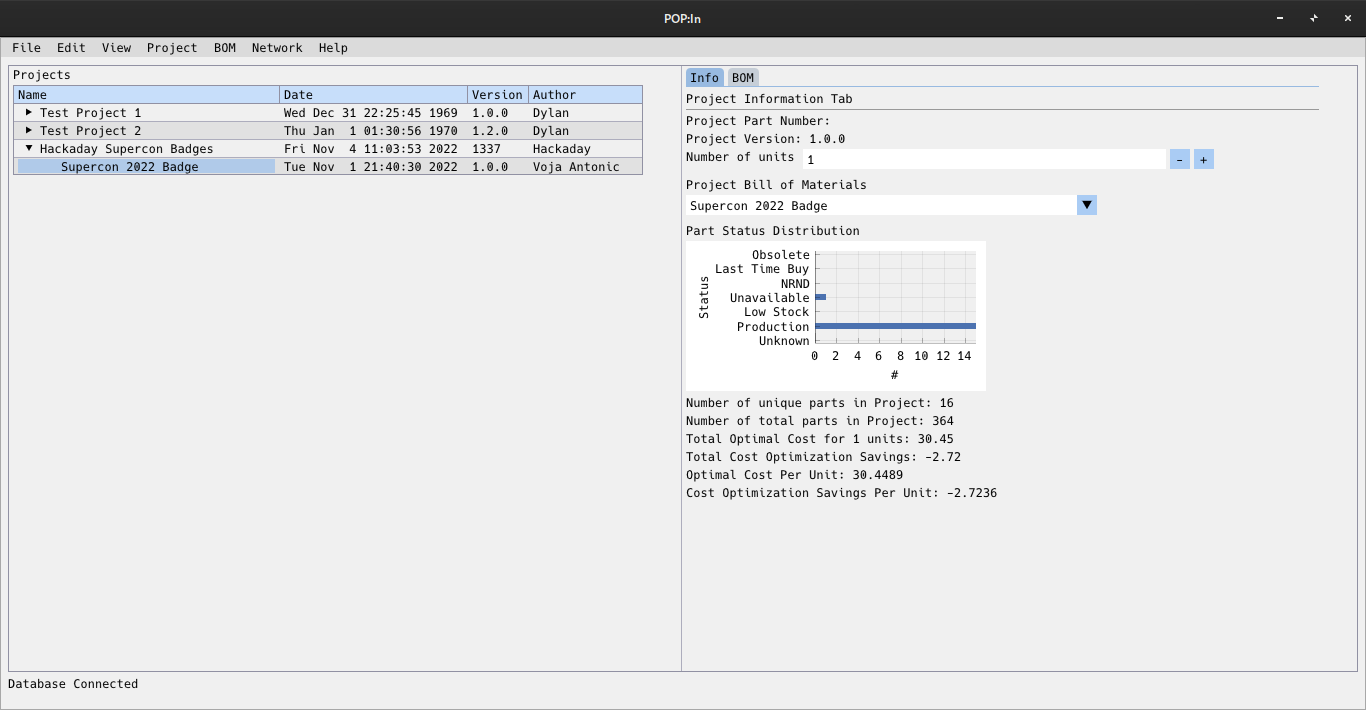 POP:In
File Edit View Project BOM Network Help
Projects
Name Date Version Author
Test Project 1 Wed Dec 31 22:25:45 1969 1.0.0 Dylan
Test Project 2 Thu Jan 1 01:30:56 1970 1.2.0 Dylan
Hackaday Supercon Badges Fri Nov 4 11:03:53 2022 1337 Hackaday
Supercon 2022 Badge Tue Nov 1 21:40:30 2022 1.0.0 Voja Antonic
Info BOM
Project Information Tab
Project Part Number:
Project Version: 1.0.0
Number of units 1 - +
Project Bill of Materials
Supercon 2022 Badge
Part Status Distribution
Status
Obsolete
Last Time Buy
NRND
Unavailable
Low Stock
Production
Unknown
0 2 4 6 8 10 12 14
#
Number of unique parts in Project: 16
Number of total parts in Project: 364
Total Optimal Cost for 1 units: 30.45
Total Cost Optimization Savings: -2.72
Optimal Cost Per Unit: 30.4489
Cost Optimization Savings Per Unit: -2.7236
Database Connected